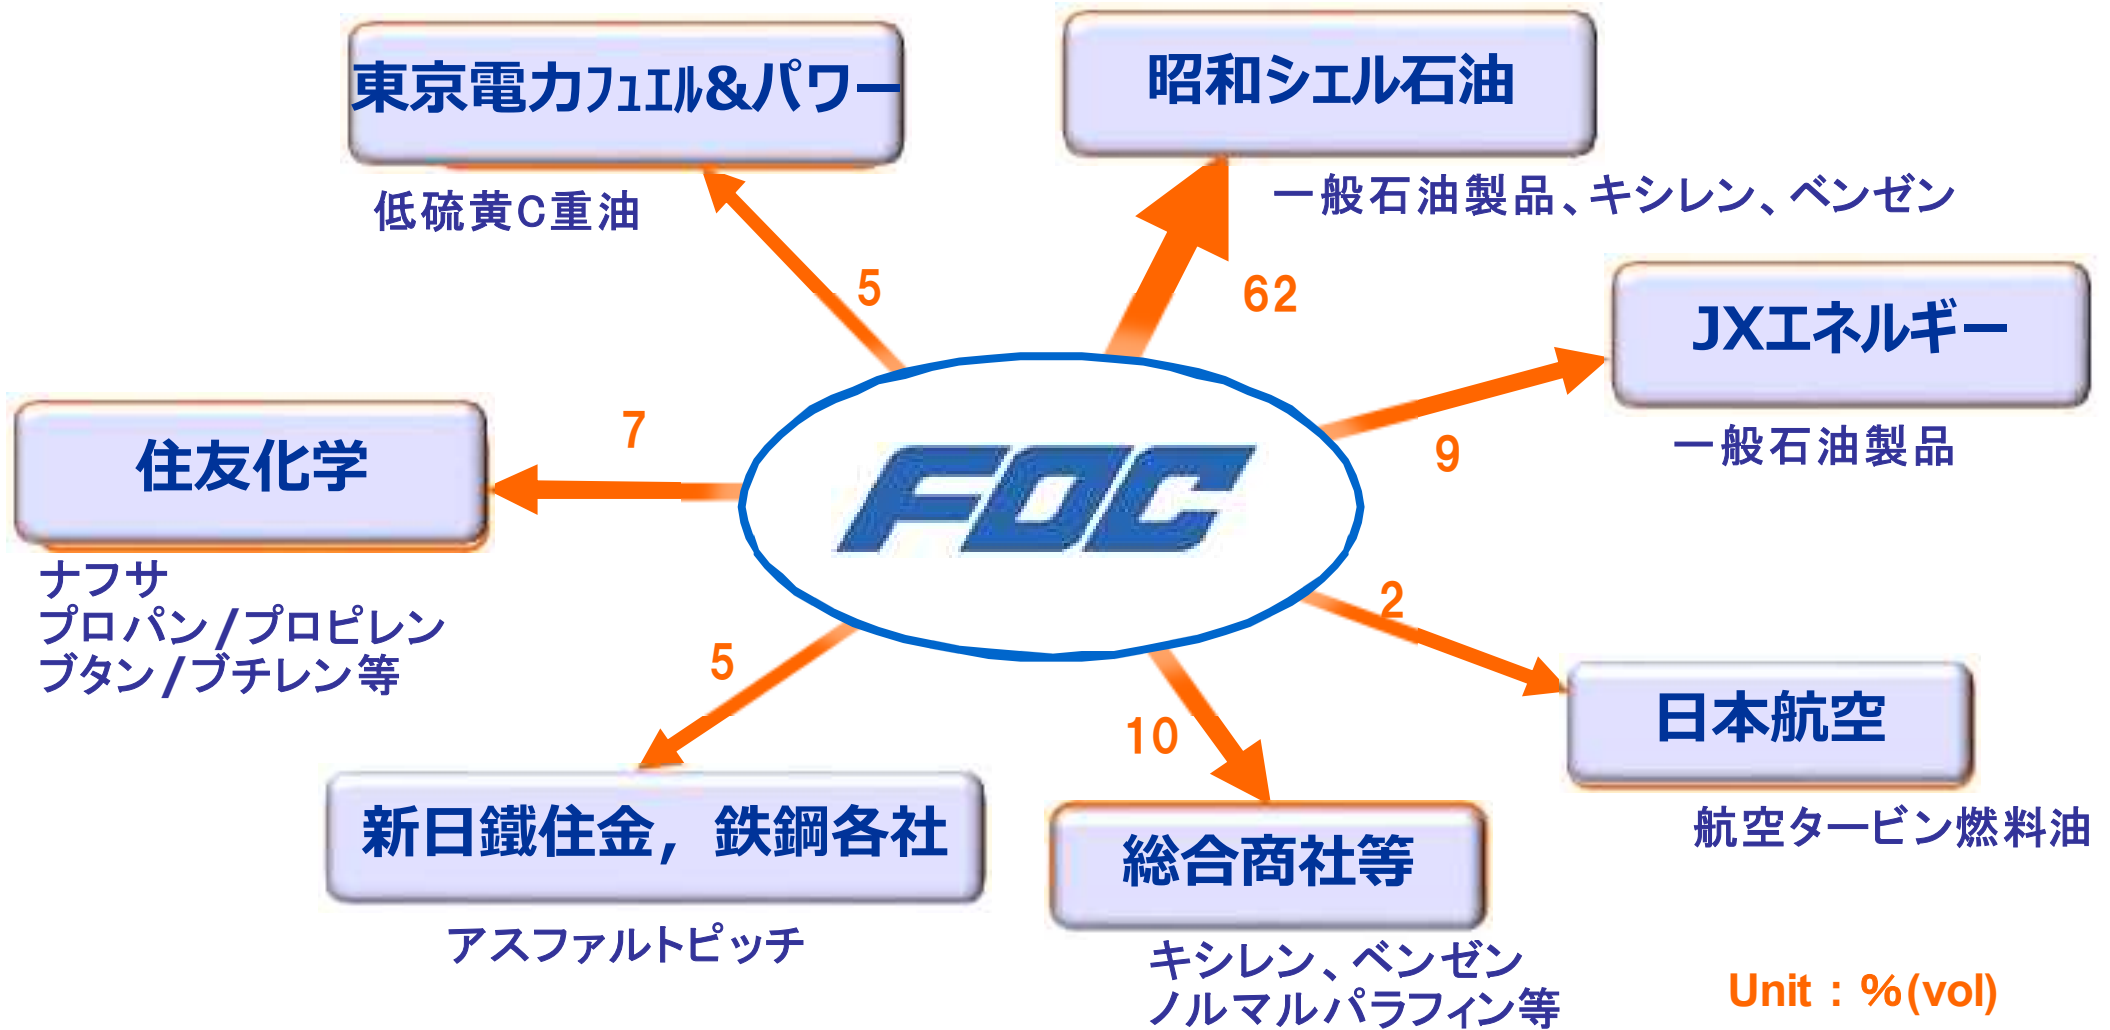 東京電力フュエル&パワー
低硫黄C重油
昭和シェル石油
一般石油製品、キシレン、ベンゼン
5
62
JXエネルギー
一般石油製品
9
住友化学
7
ナフサ
プロパン/プロピレン
ブタン/ブチレン等
FOC
2
日本航空
航空タービン燃料油
5
新日鐵住金，鉄鋼各社
アスファルトピッチ
10
総合商社等
キシレン、ベンゼン
ノルマルパラフィン等
Unit : %(vol)